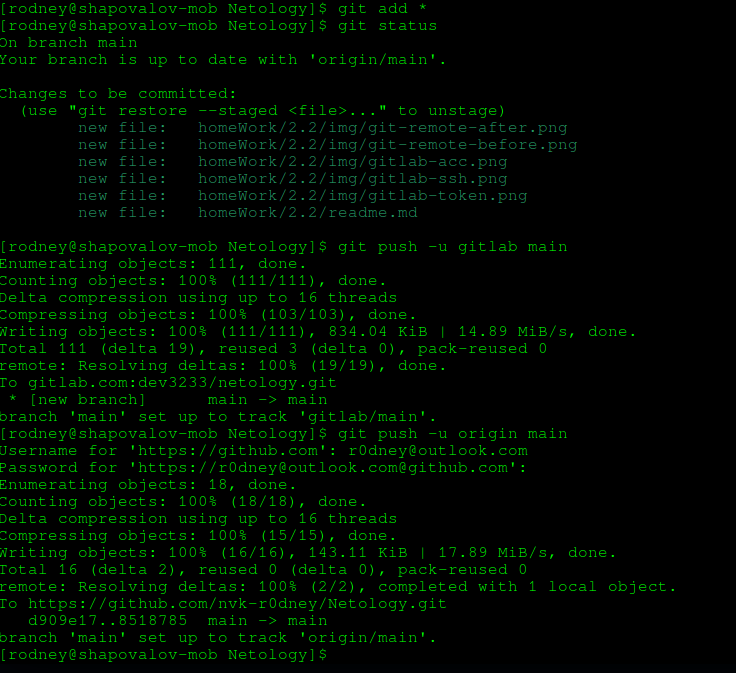 [rodney@shapovalov-mob Netology]$ git add *
[rodney@shapovalov-mob Netology]$ git status
On branch main
Your branch is up to date with 'origin/main'.
Changes to be committed:
  (use "git restore --staged <file>..." to unstage)
        new file:   homeWork/2.2/img/git-remote-after.png
        new file:   homeWork/2.2/img/git-remote-before.png
        new file:   homeWork/2.2/img/gitlab-acc.png
        new file:   homeWork/2.2/img/gitlab-ssh.png
        new file:   homeWork/2.2/img/gitlab-token.png
        new file:   homeWork/2.2/readme.md
[rodney@shapovalov-mob Netology]$ git push -u gitlab main
Enumerating objects: 111, done.
Counting objects: 100% (111/111), done.
Delta compression using up to 16 threads
Compressing objects: 100% (103/103), done.
Writing objects: 100% (111/111), 834.04 KiB | 14.89 MiB/s, done.
Total 111 (delta 19), reused 3 (delta 0), pack-reused 0
remote: Resolving deltas: 100% (19/19), done.
To gitlab.com:dev3233/netology.git
 * [new branch]      main -> main
branch 'main' set up to track 'gitlab/main'.
[rodney@shapovalov-mob Netology]$ git push -u origin main
Username for 'https://github.com': r0dney@outlook.com
Password for 'https://r0dney@outlook.com@github.com':
Enumerating objects: 18, done.
Counting objects: 100% (18/18), done.
Delta compression using up to 16 threads
Compressing objects: 100% (15/15), done.
Writing objects: 100% (16/16), 143.11 KiB | 17.89 MiB/s, done.
Total 16 (delta 2), reused 0 (delta 0), pack-reused 0
remote: Resolving deltas: 100% (2/2), completed with 1 local object.
To https://github.com/nvk-r0dney/Netology.git
   d909e17..8518785  main -> main
branch 'main' set up to track 'origin/main'.
[rodney@shapovalov-mob Netology]$